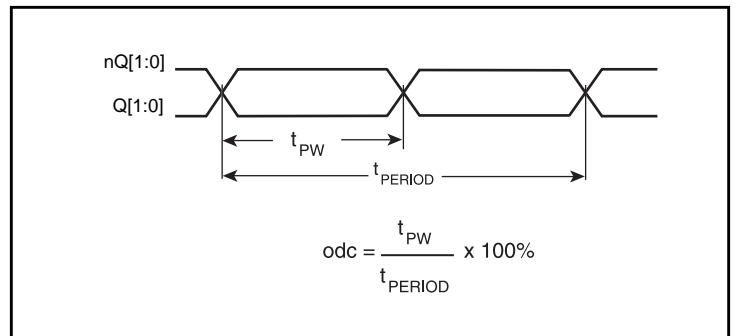 nQ[1:0]
Q[1:0]
tPW
tPERIOD
odc = tPW / tPERIOD x 100%